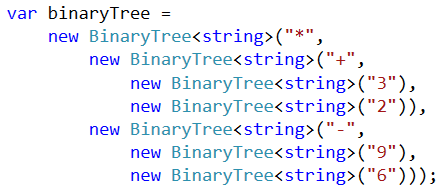 var binaryTree =
    new BinaryTree<string>("*",
        new BinaryTree<string>("+",
            new BinaryTree<string>("3"),
            new BinaryTree<string>("2")),
        new BinaryTree<string>("-",
            new BinaryTree<string>("9"),
            new BinaryTree<string>("6")));